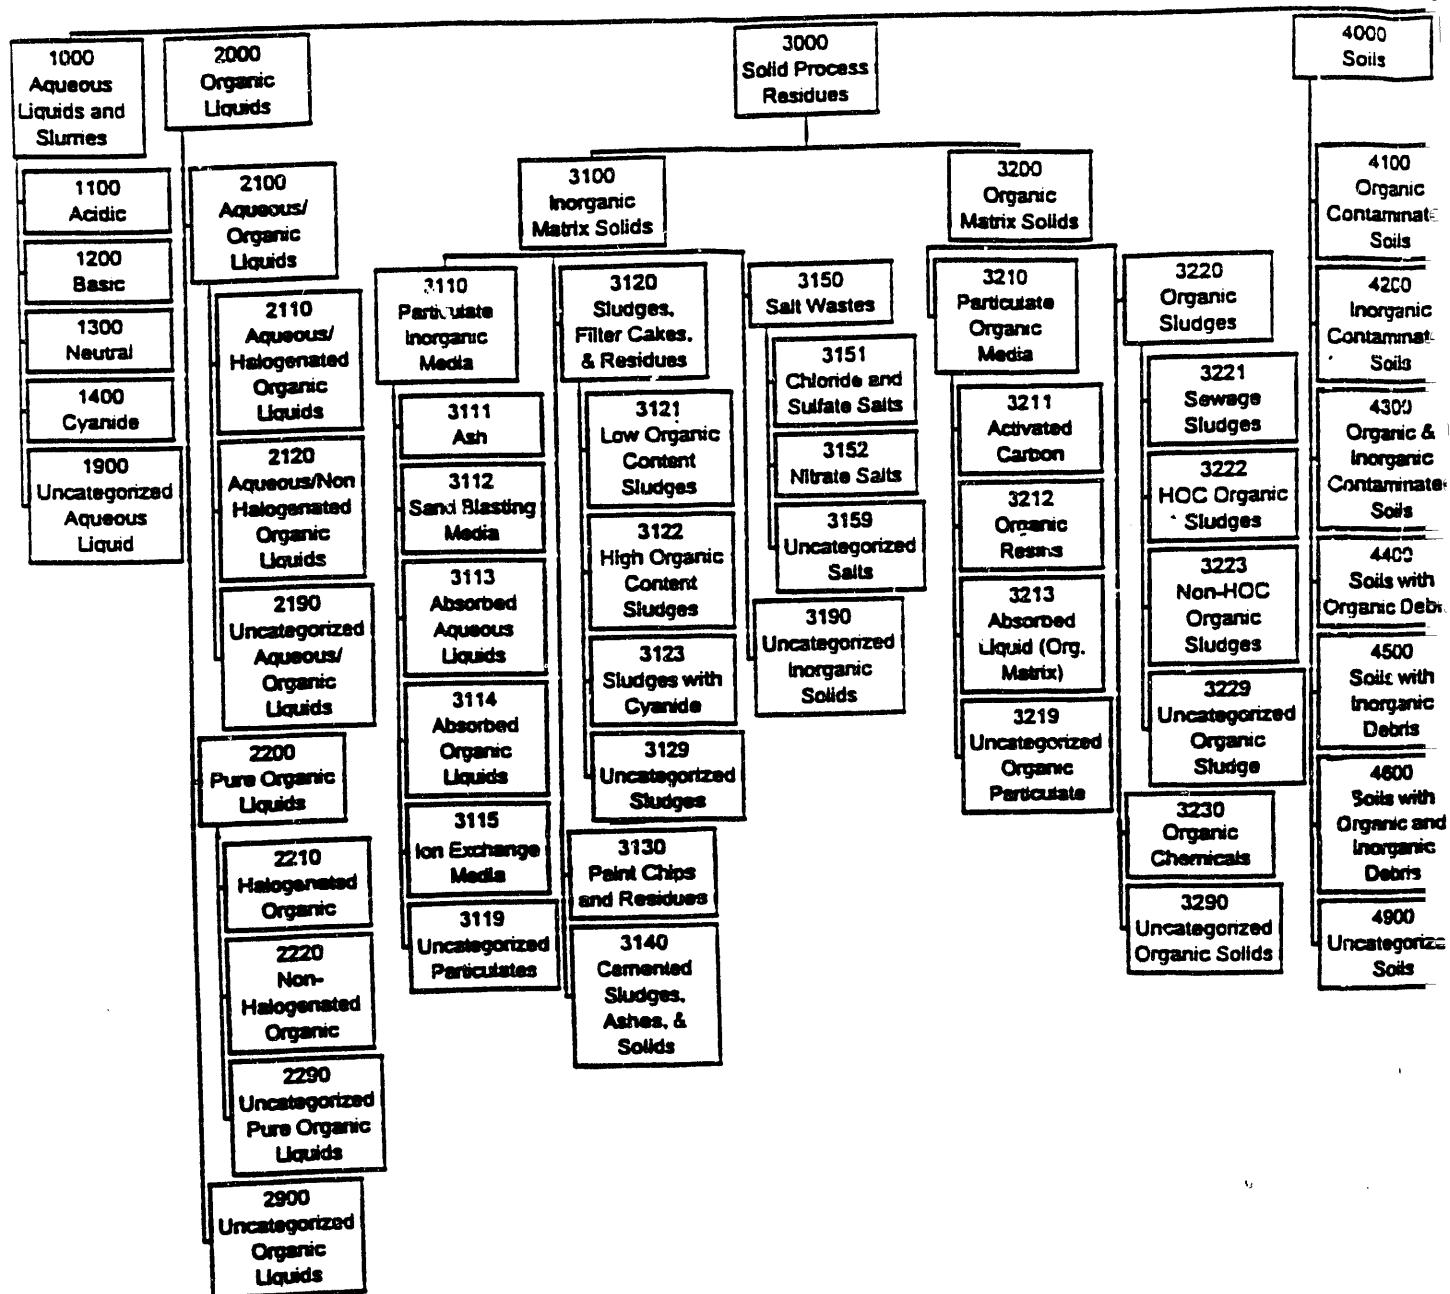 1000
Aqueous
Liquids and
Slurries
1100
Acidic
1200
Basic
1300
Neutral
1400
Cyanide
1900
Uncategorized
Aqueous
Liquid
2000
Organic
Liquids
2100
Aqueous/
Organic
Liquids
2110
Aqueous/
Halogenated
Organic
Liquids
2120
Aqueous/Non
Halogenated
Organic
Liquids
2190
Uncategorized
Aqueous/
Organic
Liquids
2200
Pure Organic
Liquids
2210
Halogenated
Organic
2220
Non-
Halogenated
Organic
2290
Uncategorized
Pure Organic
Liquids
2900
Uncategorized
Organic
Liquids
3000
Solid Process
Residues
3100
Inorganic
Matrix Solids
3110
Particulate
Inorganic
Media
3111
Ash
3112
Sand Blasting
Media
3113
Absorbed
Aqueous
Liquids
3114
Absorbed
Organic
Liquids
3115
Ion Exchange
Media
3119
Uncategorized
Particulates
3120
Sludges,
Filter Cakes,
& Residues
3121
Low Organic
Content
Sludges
3122
High Organic
Content
Sludges
3123
Sludges with
Cyanide
3129
Uncategorized
Sludges
3130
Paint Chips
and Residues
3140
Cemented
Sludges,
Ashes, &
Solids
3150
Salt Wastes
3151
Chloride and
Sulfate Salts
3152
Nitrate Salts
3159
Uncategorized
Salts
3190
Uncategorized
Inorganic
Solids
3200
Organic
Matrix Solids
3210
Particulate
Organic
Media
3211
Activated
Carbon
3212
Organic
Resins
3213
Absorbed
Liquid (Org.
Matrix)
3219
Uncategorized
Organic
Particulate
3220
Organic
Sludges
3221
Sewage
Sludges
3222
HOC Organic
Sludges
3223
Non-HOC
Organic
Sludges
3229
Uncategorized
Organic
Sludge
3230
Organic
Chemicals
3290
Uncategorized
Organic Solids
4000
Soils
4100
Organic
Contaminate
Soils
4200
Inorganic
Contaminat
Soils
4300
Organic &
Inorganic
Contaminate
Soils
4400
Soils with
Organic Debr
4500
Soils with
Inorganic
Debris
4600
Soils with
Organic and
Inorganic
Debris
4900
Uncategorize
Soils